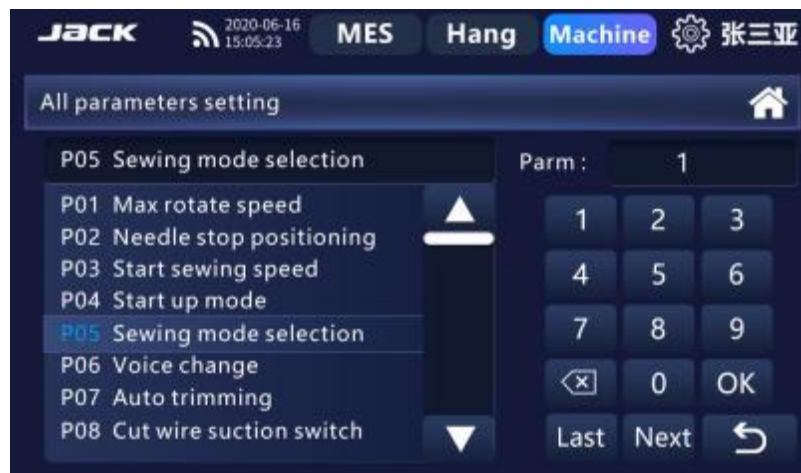 JACK
2020-06-16
15:05:23
MES
Hang
Machine
张三亚
All parameters setting
P05 Sewing mode selection
Parm :
1
P01 Max rotate speed
P02 Needle stop positioning
P03 Start sewing speed
P04 Start up mode
P05 Sewing mode selection
P06 Voice change
P07 Auto trimming
P08 Cut wire suction switch
1 2 3
4 5 6
7 8 9
0 OK
Last Next